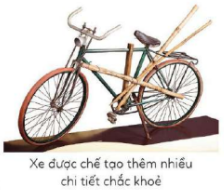 Xe được chế tạo thêm nhiều
chi tiết chắc khoẻ